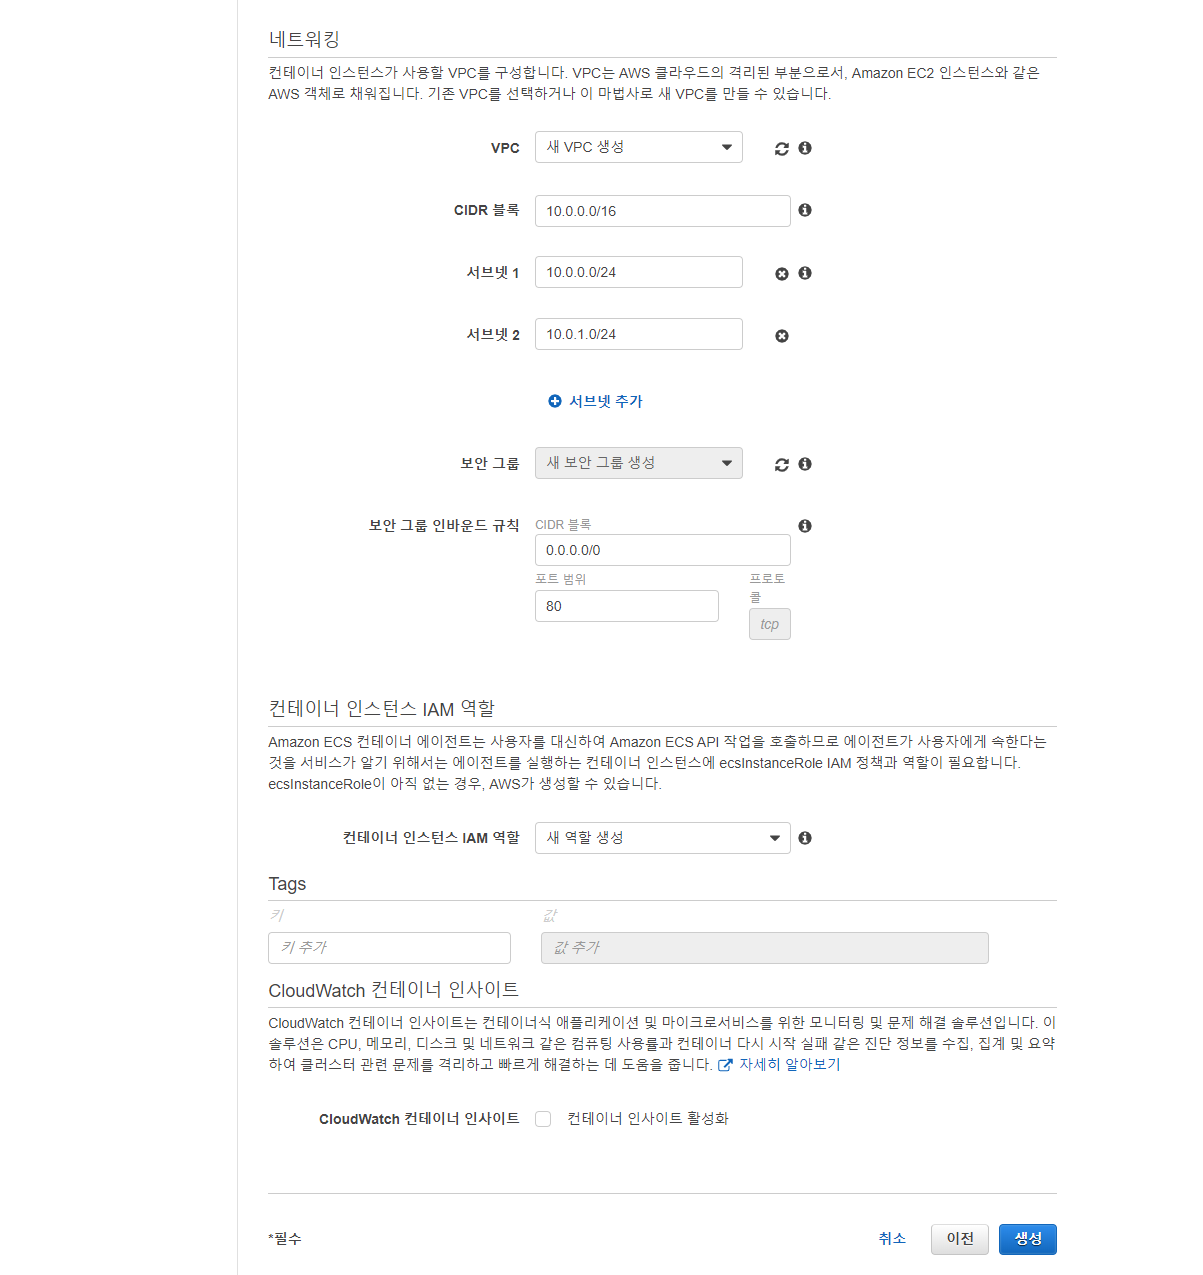 네트워킹
컨테이너 인스턴스가 사용할 VPC를 구성합니다. VPC는 AWS 클라우드의 격리된 부분으로서, Amazon EC2 인스턴스와 같은
AWS 객체로 채워집니다. 기존 VPC를 선택하거나 이 마법사로 새 VPC를 만들 수 있습니다.
VPC 새 VPC 생성
CIDR 블록 10.0.0.0/16
서브넷 1 10.0.0.0/24
서브넷 2 10.0.1.0/24
서브넷 추가
보안 그룹 새 보안 그룹 생성
보안 그룹 인바운드 규칙 CIDR 블록
0.0.0.0/0
포트 범위 프로토
콜
80
tcp
컨테이너 인스턴스 IAM 역할
Amazon ECS 컨테이너 에이전트는 사용자를 대신하여 Amazon ECS API 작업을 호출하므로 에이전트가 사용자에게 속한다는
것을 서비스가 알기 위해서는 에이전트를 실행하는 컨테이너 인스턴스에 ecsInstanceRole IAM 정책과 역할이 필요합니다.
ecsInstanceRole이 아직 없는 경우, AWS가 생성할 수 있습니다.
컨테이너 인스턴스 IAM 역할 새 역할 생성
Tags
키 값
키 추가 값 추가
CloudWatch 컨테이너 인사이트
CloudWatch 컨테이너 인사이트는 컨테이너식 애플리케이션 및 마이크로서비스를 위한 모니터링 및 문제 해결 솔루션입니다. 이
솔루션은 CPU, 메모리, 디스크 및 네트워크 같은 컴퓨팅 사용률과 컨테이너 다시 시작 실패 같은 진단 정보를 수집, 집계 및 요약
하여 클러스터 관련 문제를 격리하고 빠르게 해결하는 데 도움을 줍니다. 자세히 알아보기
CloudWatch 컨테이너 인사이트 컨테이너 인사이트 활성화
*필수 취소 이전 생성